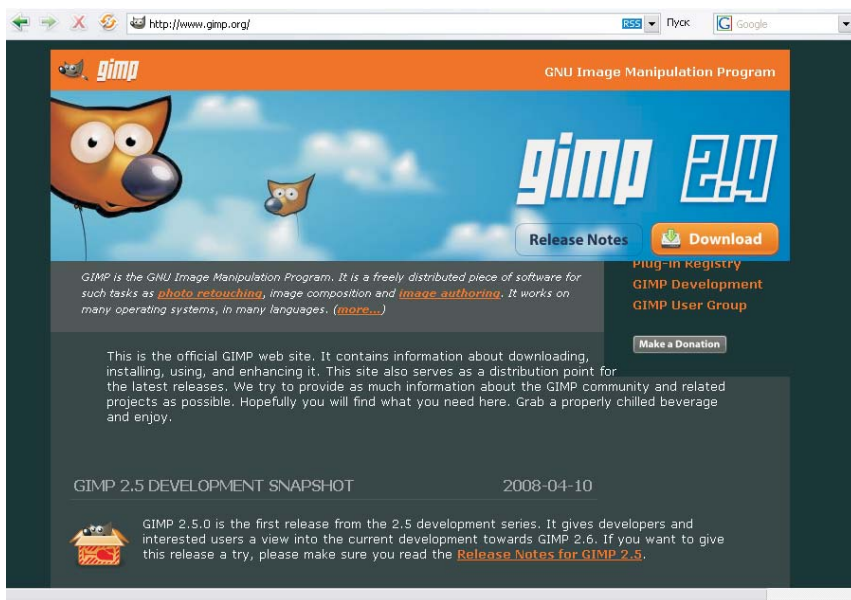 http://www.gimp.org/
RSS
Пуск
G Google
gimp
GNU Image Manipulation Program
gimp 2.4
Release Notes
Download
GIMP is the GNU Image Manipulation Program. It is a freely distributed piece of software for
such tasks as photo retouching, image composition and image authoring. It works on
many operating systems, in many languages. (more...)
Plug-in Registry
GIMP Development
GIMP User Group
Make a Donation
This is the official GIMP web site. It contains information about downloading,
installing, using, and enhancing it. This site also serves as a distribution point for
the latest releases. We try to provide as much information about the GIMP community and related
projects as possible. Hopefully you will find what you need here. Grab a properly chilled beverage
and enjoy.
GIMP 2.5 DEVELOPMENT SNAPSHOT
2008-04-10
GIMP 2.5.0 is the first release from the 2.5 development series. It gives developers and
interested users a view into the current development towards GIMP 2.6. If you want to give
this release a try, please make sure you read the Release Notes for GIMP 2.5.